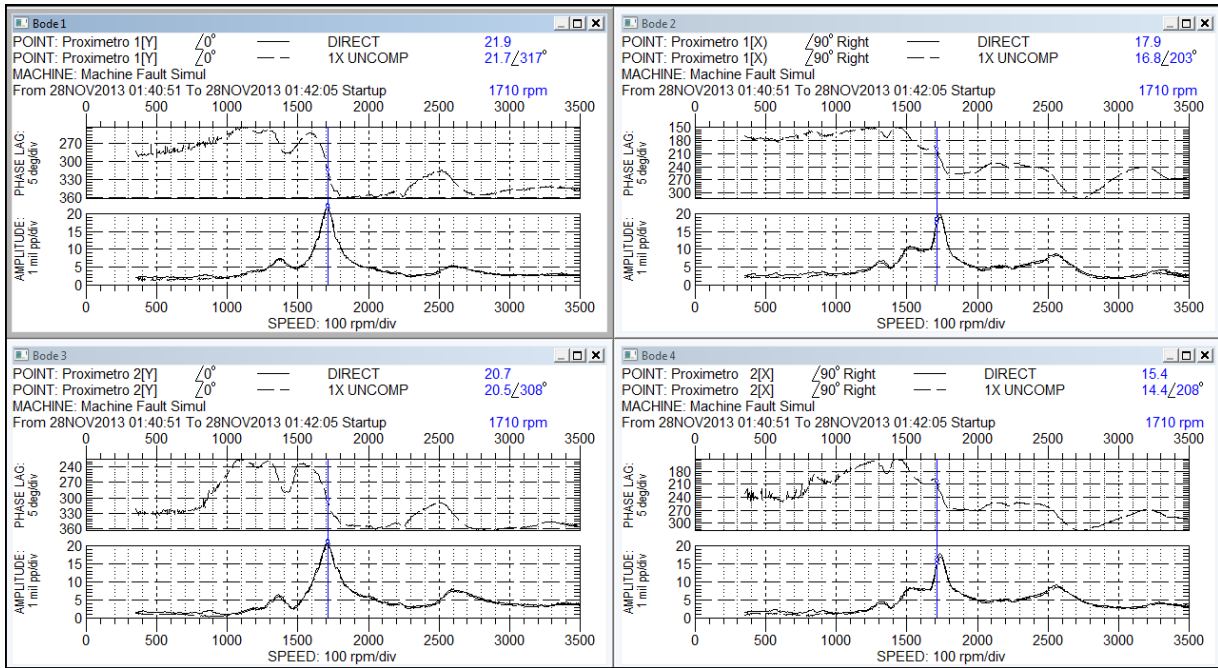 Bode 1
POINT: Proximetro 1[Y] ∠0° DIRECT 21.9
POINT: Proximetro 1[Y] ∠0° 1X UNCOMP 21.7∠317°
MACHINE: Machine Fault Simul
From 28NOV2013 01:40:51 To 28NOV2013 01:42:05 Startup 1710 rpm
0 500 1000 1500 2000 2500 3000 3500
PHASE LAG:
5 deg/div
270
300
330
360
AMPLITUDE:
1 mil pp/div
20
15
10
5
0
0 500 1000 1500 2000 2500 3000 3500
SPEED: 100 rpm/div
Bode 2
POINT: Proximetro 1[X) ∠90° Right DIRECT 17.9
POINT: Proximetro 1[X) ∠90° Right 1X UNCOMP 16.8∠203°
MACHINE: Machine Fault Simul
From 28NOV2013 01:40:51 To 28NOV2013 01:42:05 Startup 1710 rpm
0 500 1000 1500 2000 2500 3000 3500
PHASE LAG:
5 deg/div
150
180
210
240
270
300
AMPLITUDE:
1 mil pp/div
20
15
10
5
0
0 500 1000 1500 2000 2500 3000 3500
SPEED: 100 rpm/div
Bode 3
POINT: Proximetro 2[Y] ∠0° DIRECT 20.7
POINT: Proximetro 2[Y] ∠0° 1X UNCOMP 20.5∠308°
MACHINE: Machine Fault Simul
From 28NOV2013 01:40:51 To 28NOV2013 01:42:05 Startup 1710 rpm
0 500 1000 1500 2000 2500 3000 3500
PHASE LAG:
5 deg/div
240
270
300
330
360
AMPLITUDE:
1 mil pp/div
20
15
10
5
0
0 500 1000 1500 2000 2500 3000 3500
SPEED: 100 rpm/div
Bode 4
POINT: Proximetro 2[X] ∠90° Right DIRECT 15.4
POINT: Proximetro 2[X] ∠90° Right 1X UNCOMP 14.4∠208°
MACHINE: Machine Fault Simul
From 28NOV2013 01:40:51 To 28NOV2013 01:42:05 Startup 1710 rpm
0 500 1000 1500 2000 2500 3000 3500
PHASE LAG:
5 deg/div
180
210
240
270
300
AMPLITUDE:
1 mil pp/div
20
15
10
5
0
0 500 1000 1500 2000 2500 3000 3500
SPEED: 100 rpm/div